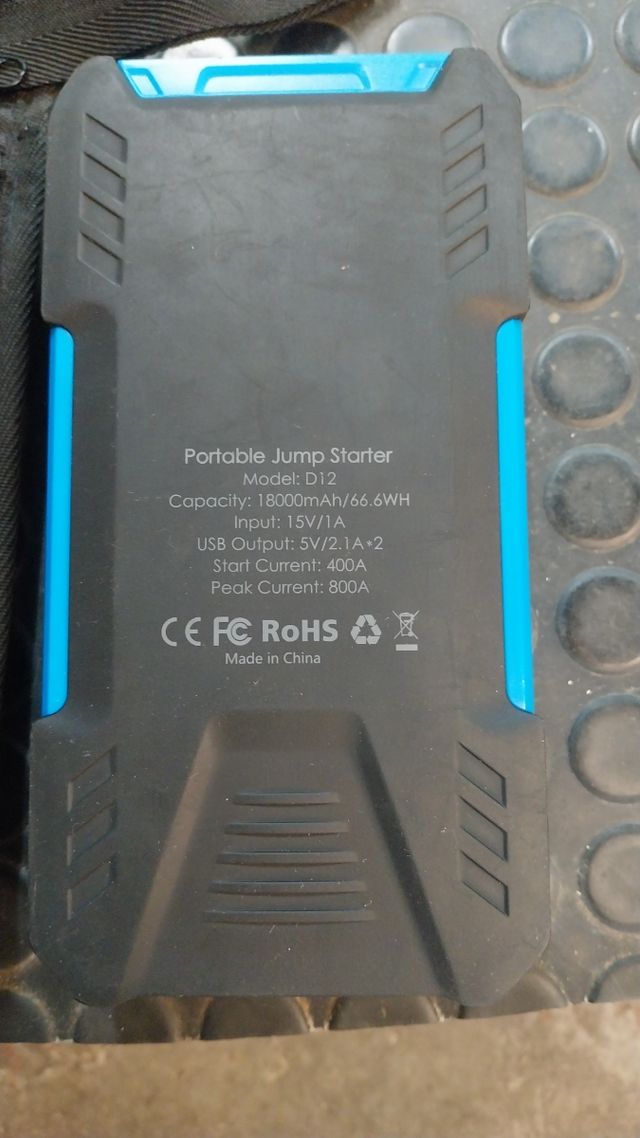 Portable Jump Starter
Model: D12
Capacity: 18000mAh/66.6WH
Input: 15V/1A
USB Output: 5V/2.1A*2
Start Current: 400A
Peak Current: 800A
CE FC RoHS
Made in China